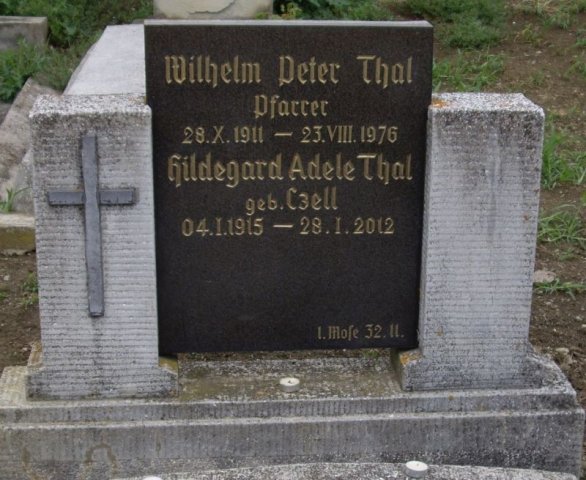 Wilhelm Peter Thal
Pfarrer
28.X.1911 — 23.VIII.1976
Hildegard Adele Thal
geb. Czell
04.I.1915 — 28.I.2012
1. Mose 32.11.